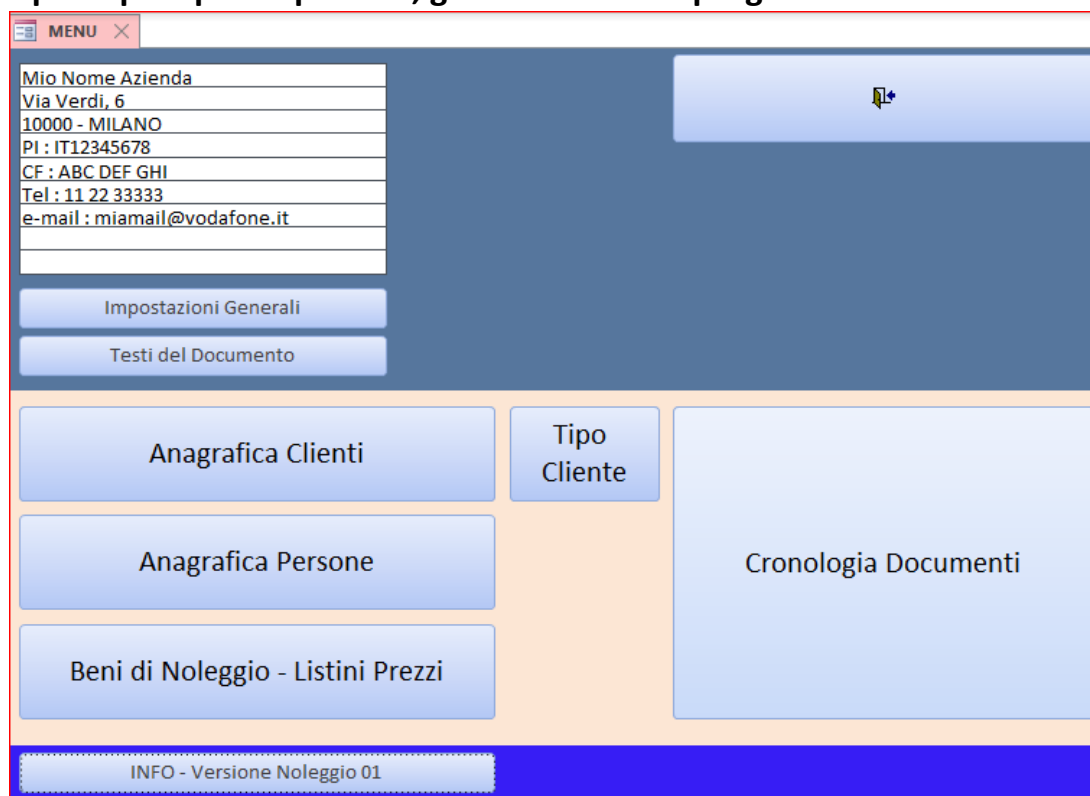 MENU
Mio Nome Azienda
Via Verdi, 6
10000 - MILANO
PI : IT12345678
CF : ABC DEF GHI
Tel : 11 22 33333
e-mail : miamail@vodafone.it
Impostazioni Generali
Testi del Documento
Anagrafica Clienti
Tipo
Cliente
Anagrafica Persone
Cronologia Documenti
Beni di Noleggio - Listini Prezzi
INFO - Versione Noleggio 01